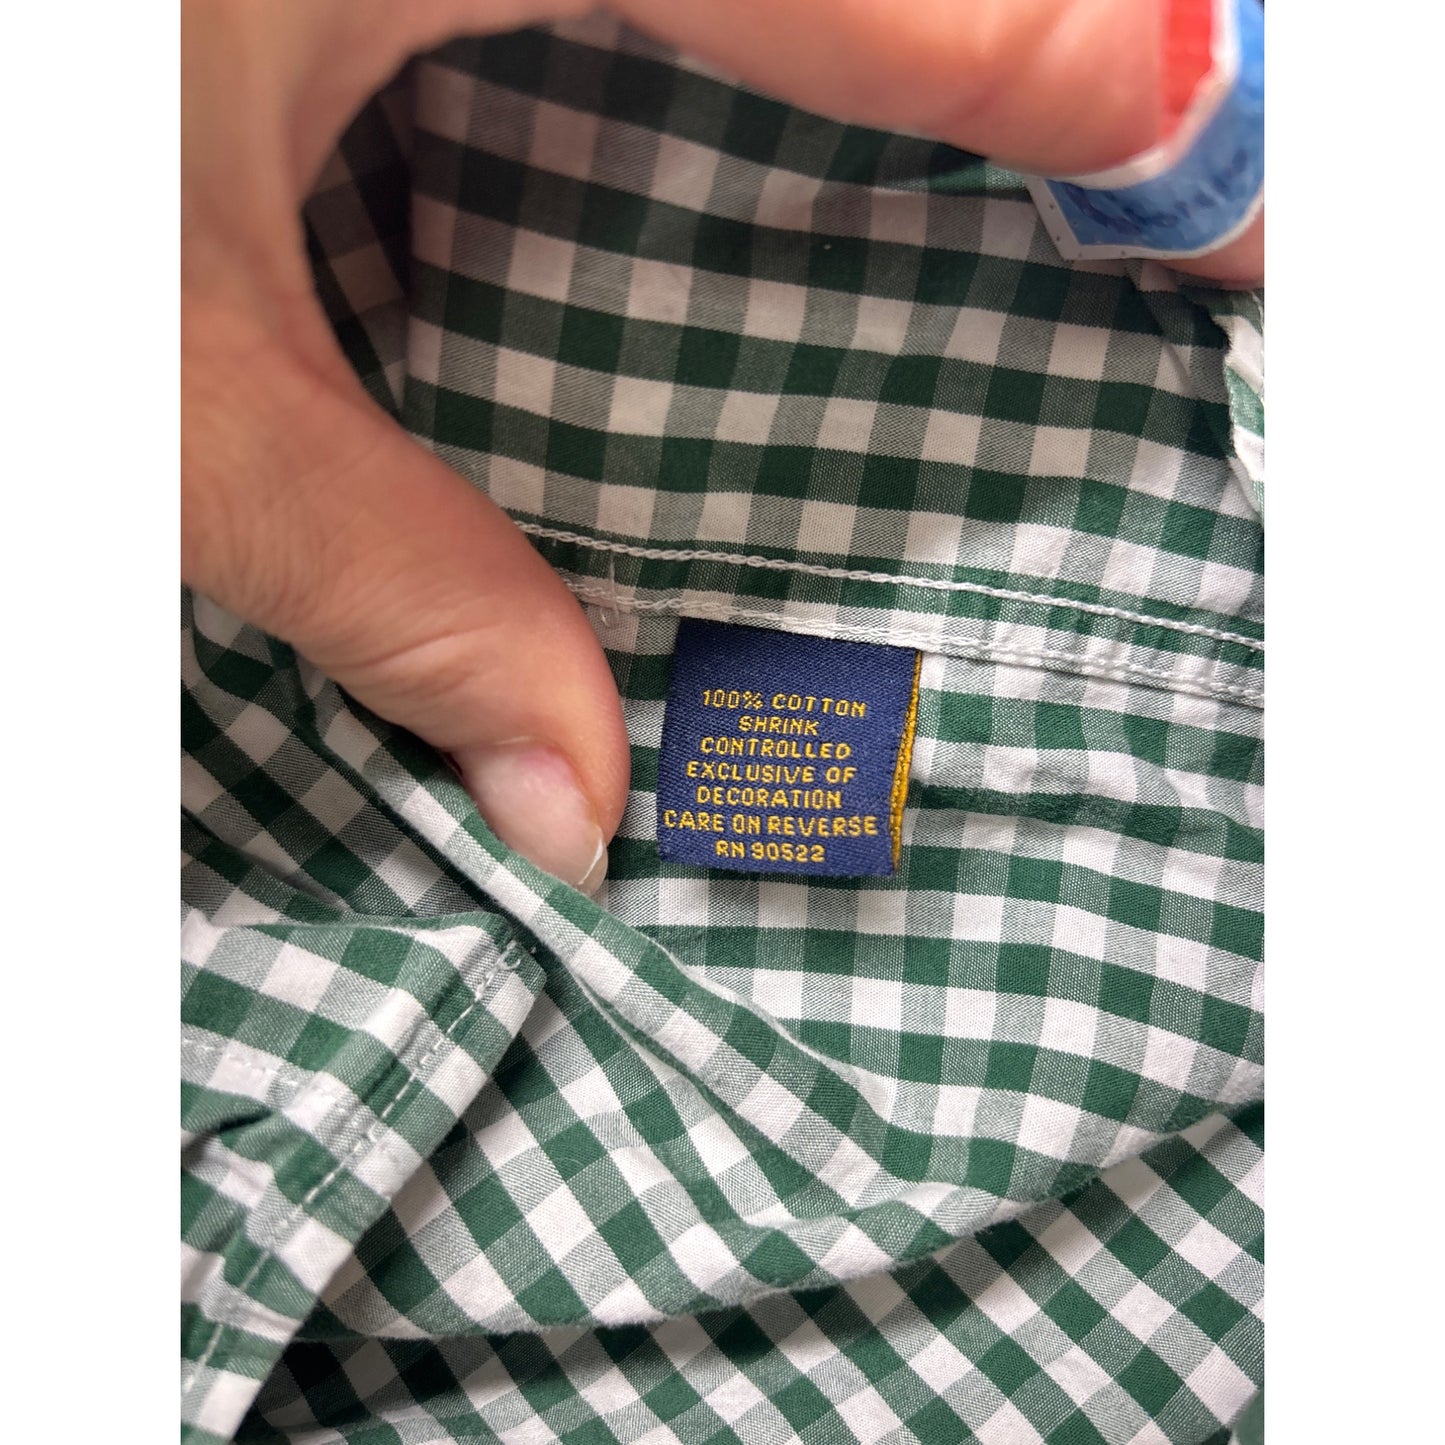 100% COTTON
SHRINK
CONTROLLED
EXCLUSIVE OF
DECORATION
CARE ON REVERSE
RN 90522